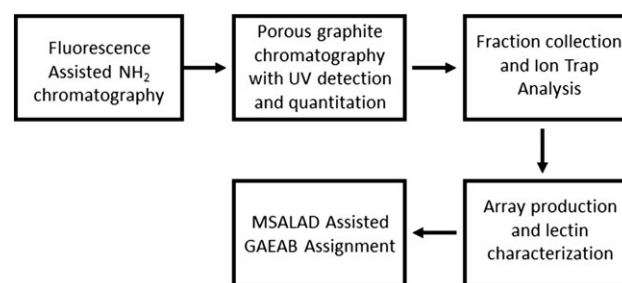 Fluorescence
Assisted NH₂
chromatography
Porous graphite
chromatography
with UV detection
and quantitation
Fraction collection
and Ion Trap
Analysis
Array production
and lectin
characterization
MSALAD Assisted
GAEAB Assignment